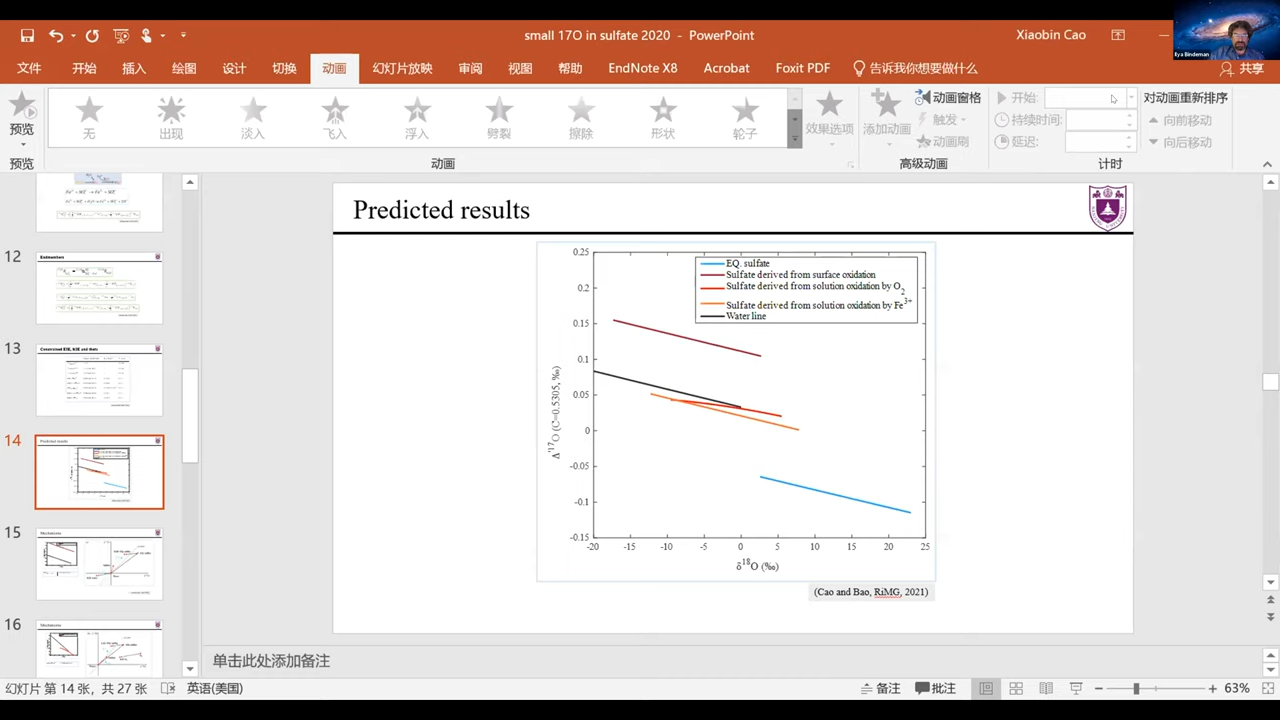 small 17O in sulfate 2020 - PowerPoint
Xiaobin Cao
Eya Bindeman
文件 开始 插入 绘图 设计 切换 动画 幻灯片放映 审阅 视图 帮助 EndNote X8 Acrobat Foxit PDF 告诉我你想要做什么 共享
预览
无 出现 淡入 飞入 浮入 劈裂 擦除 形状 轮子
效果选项
添加动画
动画窗格
触发
动画刷
开始:
持续时间:
延迟:
对动画重新排序
向前移动
向后移动
预览 动画 高级动画 计时
12
Endmembers
13
14
Predicted results
15
Mechanisms
16
Mechanisms
Predicted results
EQ. sulfate
Sulfate derived from surface oxidation
Sulfate derived from solution oxidation by O2
Sulfate derived from solution oxidation by Fe3+
Water line
0.25
0.2
0.15
0.1
0.05
0
-0.05
-0.1
-0.15
Δ'17O (C=0.5305, ‰)
-20 -15 -10 -5 0 5 10 15 20 25
δ18O (‰)
(Cao and Bao, RiMG, 2021)
单击此处添加备注
幻灯片 第 14 张，共 27 张 英语(美国) 备注 批注 63%